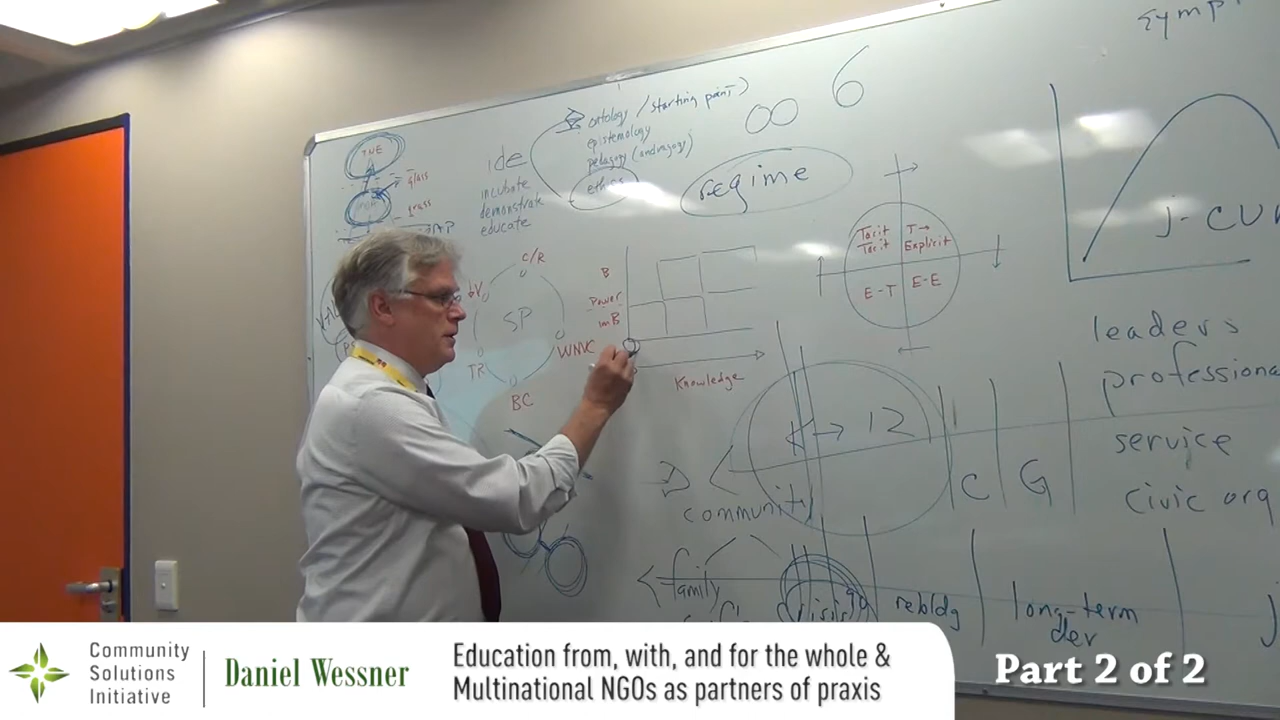 symp
6
ontology / starting point)
epistemology
pedagogy (andragogy)
ethics
TNE
glass
grass
ide
incubate
demonstrate
educate
regime
j-CU
C/R
SP
TR
WNVC
BC
B
Power
mB
Knowledge
Tacit
Tacit
T→
Explicit
E-T
E-E
K → 12
C
G
community
leaders
professiona
service
civic org
family
crisis
rebldg
long-term
dev
j
Community
Solutions
Initiative
Daniel Wessner
Education from, with, and for the whole &
Multinational NGOs as partners of praxis
Part 2 of 2